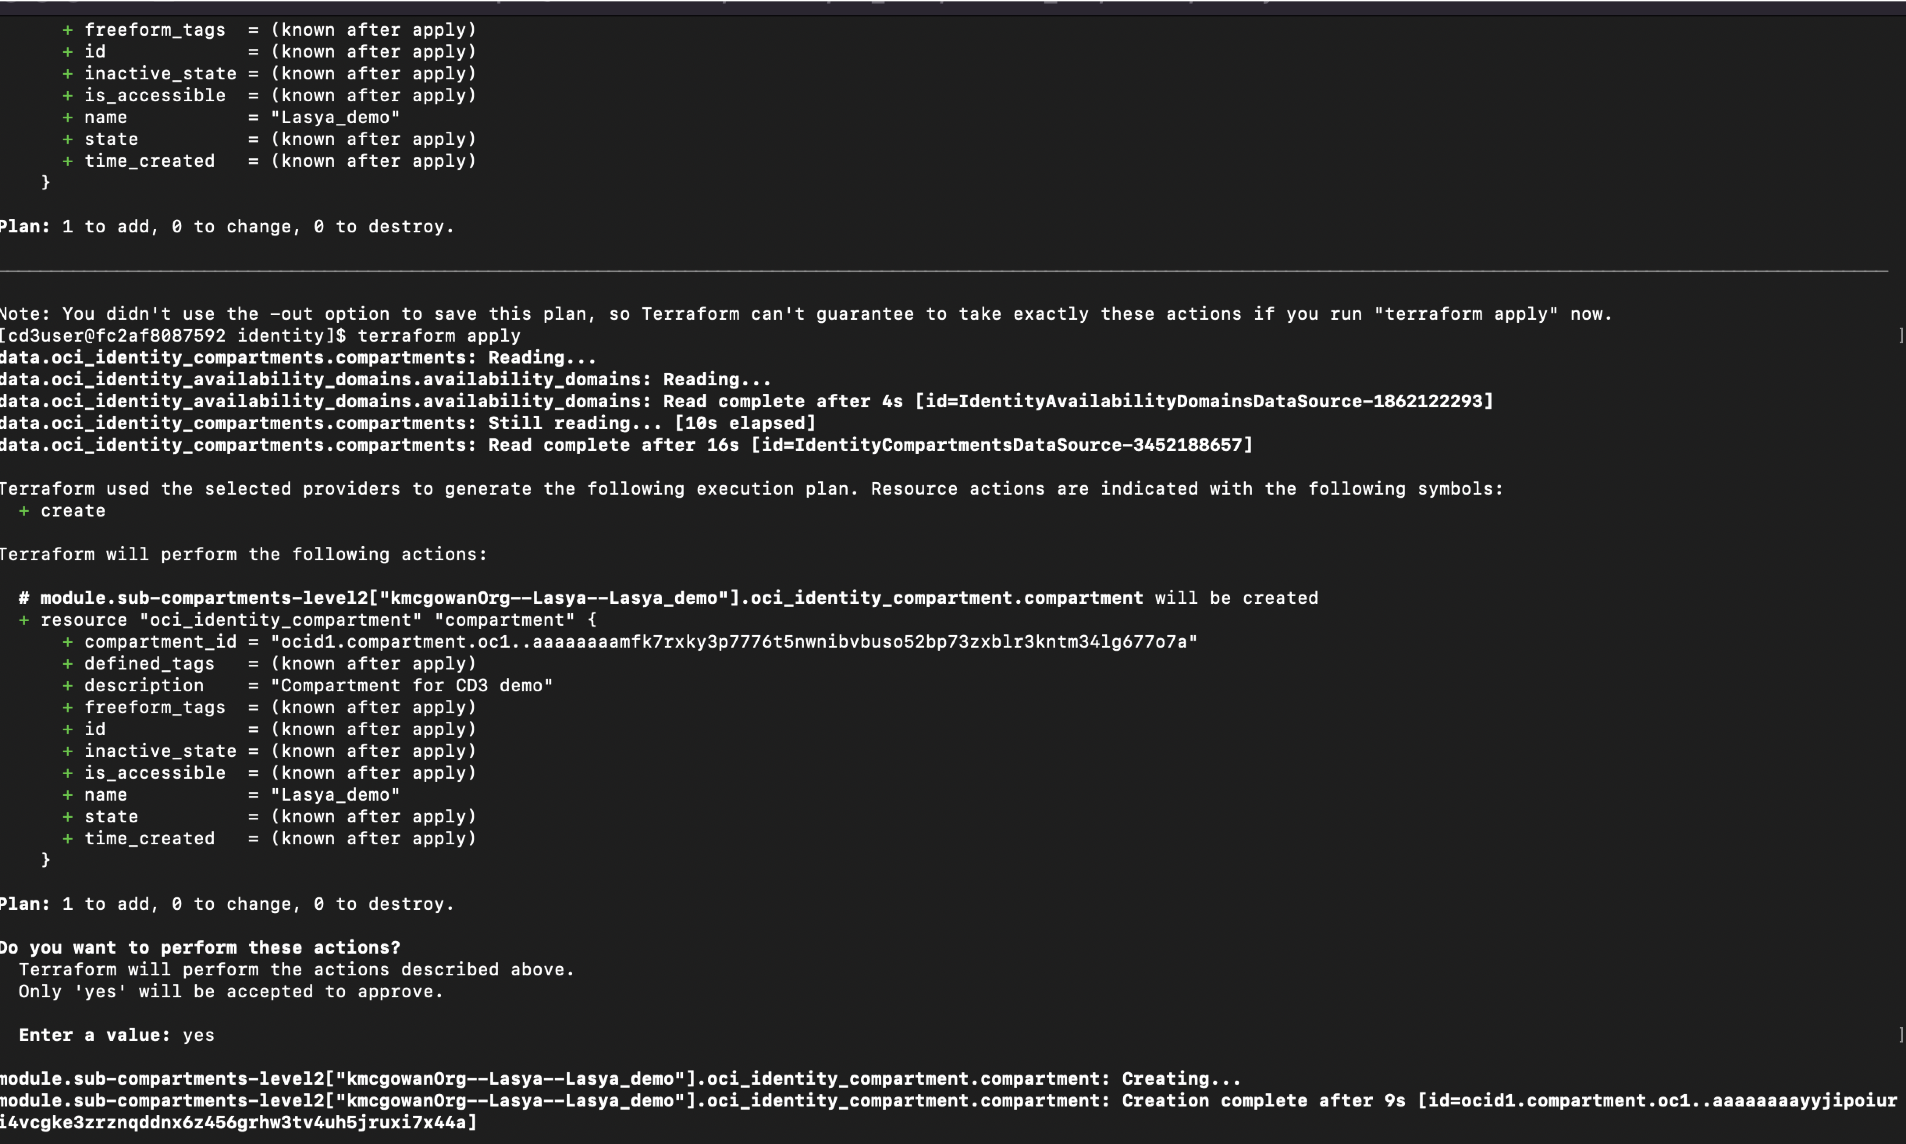 + freeform_tags  = (known after apply)
+ id             = (known after apply)
+ inactive_state = (known after apply)
+ is_accessible  = (known after apply)
+ name           = "Lasya_demo"
+ state          = (known after apply)
+ time_created   = (known after apply)
}
Plan: 1 to add, 0 to change, 0 to destroy.
Note: You didn't use the -out option to save this plan, so Terraform can't guarantee to take exactly these actions if you run "terraform apply" now.
[cd3user@fc2af8087592 identity]$ terraform apply ]
data.oci_identity_compartments.compartments: Reading...
data.oci_identity_availability_domains.availability_domains: Reading...
data.oci_identity_availability_domains.availability_domains: Read complete after 4s [id=IdentityAvailabilityDomainsDataSource-1862122293]
data.oci_identity_compartments.compartments: Still reading... [10s elapsed]
data.oci_identity_compartments.compartments: Read complete after 16s [id=IdentityCompartmentsDataSource-3452188657]
Terraform used the selected providers to generate the following execution plan. Resource actions are indicated with the following symbols:
+ create
Terraform will perform the following actions:
# module.sub-compartments-level2["kmcgowanOrg--Lasya--Lasya_demo"].oci_identity_compartment.compartment will be created
+ resource "oci_identity_compartment" "compartment" {
+ compartment_id = "ocid1.compartment.oc1..aaaaaaaamfk7rxky3p7776t5nwnibvbuso52bp73zxblr3kntm34lg677o7a"
+ defined_tags   = (known after apply)
+ description    = "Compartment for CD3 demo"
+ freeform_tags  = (known after apply)
+ id             = (known after apply)
+ inactive_state = (known after apply)
+ is_accessible  = (known after apply)
+ name           = "Lasya_demo"
+ state          = (known after apply)
+ time_created   = (known after apply)
}
Plan: 1 to add, 0 to change, 0 to destroy.
Do you want to perform these actions?
Terraform will perform the actions described above.
Only 'yes' will be accepted to approve.
Enter a value: yes ]
module.sub-compartments-level2["kmcgowanOrg--Lasya--Lasya_demo"].oci_identity_compartment.compartment: Creating...
module.sub-compartments-level2["kmcgowanOrg--Lasya--Lasya_demo"].oci_identity_compartment.compartment: Creation complete after 9s [id=ocid1.compartment.oc1..aaaaaaaayyjipoiur
i4vcgke3zrznqddnx6z456grhw3tv4uh5jruxi7x44a]